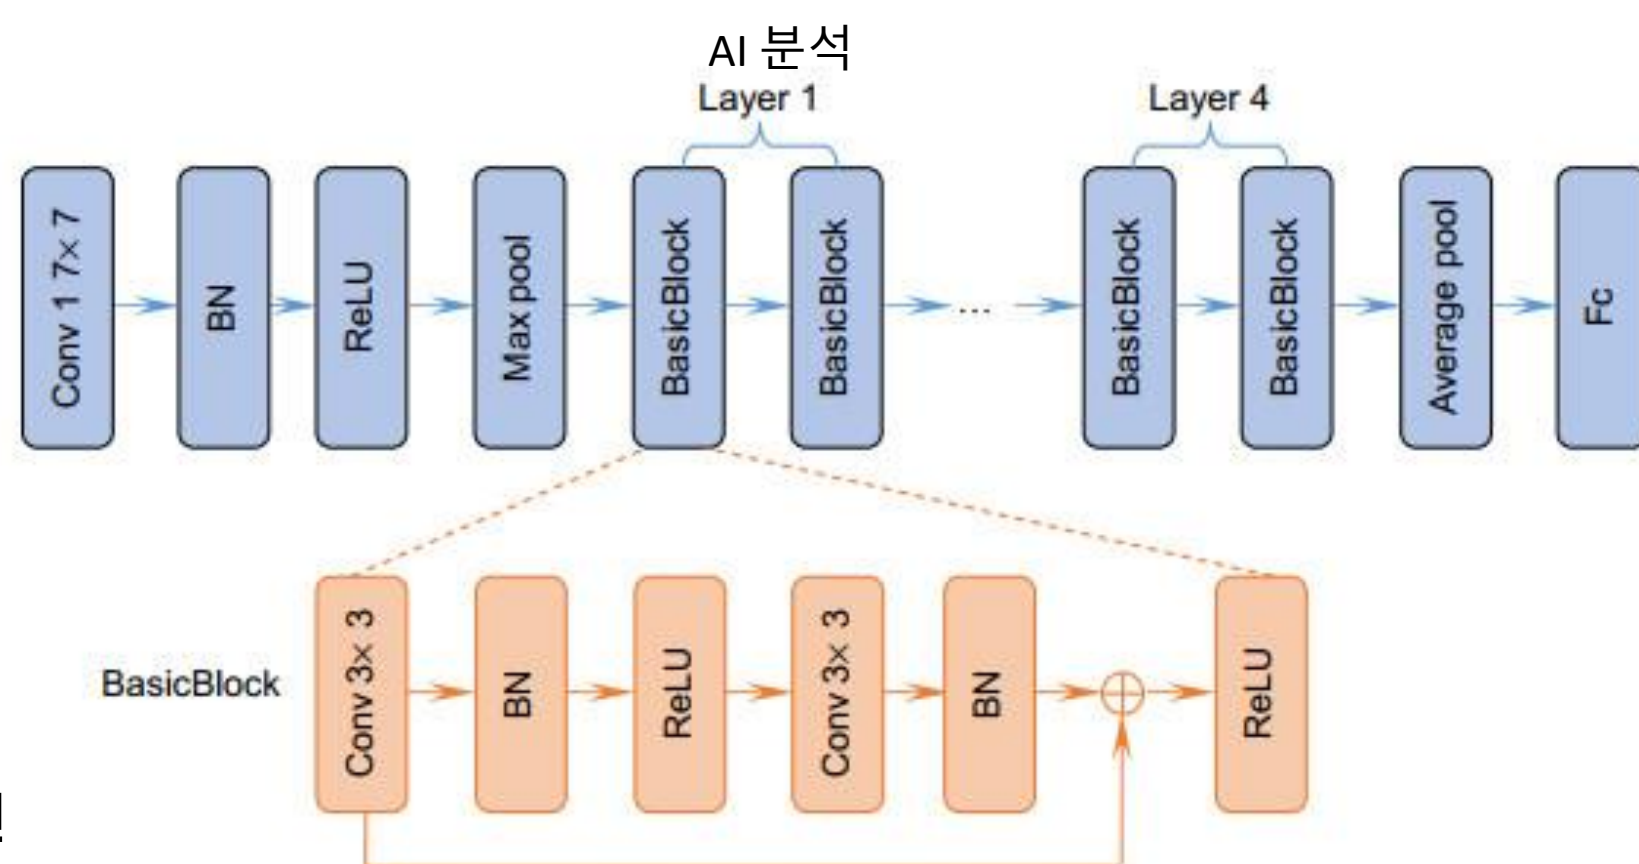 AI 분석
Layer 1
Layer 4
Conv 1 7× 7
BN
ReLU
Max pool
BasicBlock
BasicBlock
...
BasicBlock
BasicBlock
Average pool
Fc
BasicBlock
Conv 3× 3
BN
ReLU
Conv 3× 3
BN
ReLU